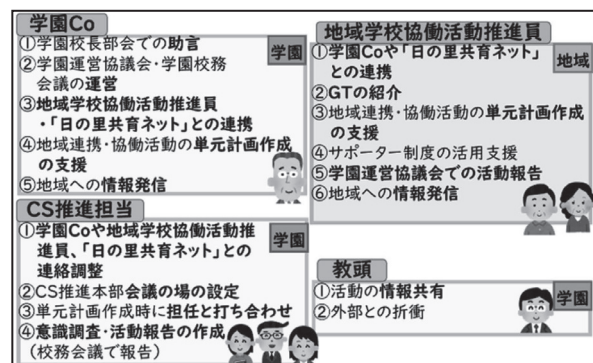 学園Co
学園
①学園校長部会での助言
②学園運営協議会・学園校務
会議の運営
③地域学校協働活動推進員
・「日の里共育ネット」との連携
④地域連携・協働活動の単元計画作成
の支援
⑤地域への情報発信
地域学校協働活動推進員
地域
①学園Coや「日の里共育ネット」
との連携
②GTの紹介
③地域連携・協働活動の単元計画作成
の支援
④サポーター制度の活用支援
⑤学園運営協議会での活動報告
⑥地域への情報発信
CS推進担当
学園
①学園Coや地域学校協働活動推
進員、「日の里共育ネット」との
連絡調整
②CS推進本部会議の場の設定
③単元計画作成時に担任と打ち合わせ
④意識調査・活動報告の作成
（校務会議で報告）
教頭
学園
①活動の情報共有
②外部との折衝